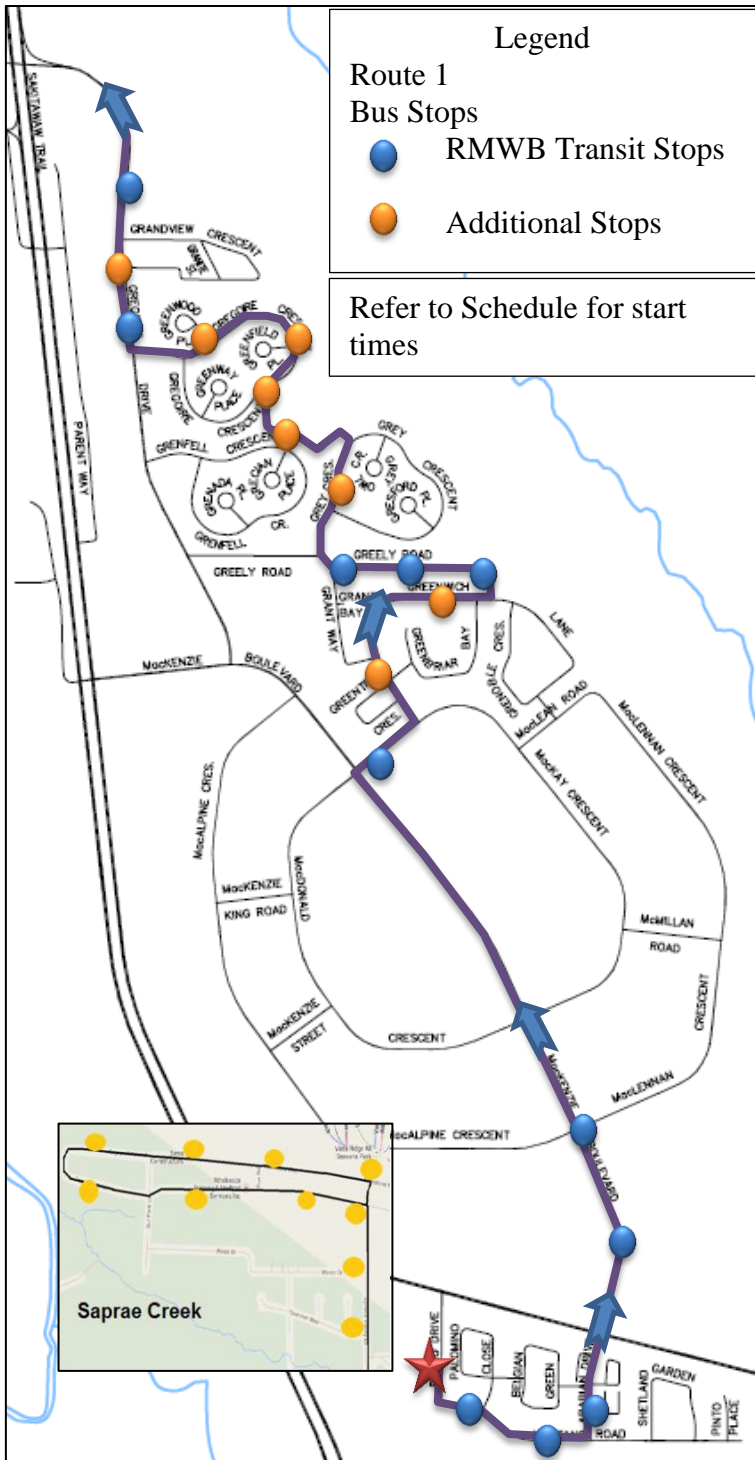 Legend
Route 1
Bus Stops
RMWB Transit Stops
Additional Stops
Refer to Schedule for start
times
SAKITAWAW TRAIL
GRANDVIEW
CRESCENT
GREENWOOD
PL.
GREGOIRE
GREENFIELD
PL.
GREENWAY
PLACE
GREGOIRE
CRESCENT
DRIVE
PARENT WAY
GRENFELL
CRESCENT
GREY
CRESCENT
GRENADA PL.
GRECIAN
PLACE
GREY CRES.
GRENFELL
CR.
GREELY ROAD
GREELY ROAD
GREENWICH
BAY
GRANT WAY
GREENBRIAR
BAY
LANE
GRENOBLE
CRES.
CRES.
MacKENZIE
BOULEVARD
MacLEAN ROAD
MacLENNAN
CRESCENT
MacKAY CRESCENT
MacALPINE CRES.
MacKENZIE
KING ROAD
MacDONALD
McMILLAN
ROAD
MacKENZIE
STREET
CRESCENT
CRESCENT
MacLENNAN
MacKENZIE
BOULEVARD
MacALPINE CRESCENT
Saprae Creek
DRIVE
PALOMINO
CLOSE
BELGIAN
GREEN
ARABIAN
SHETLAND
GARDEN
PINTO
PLACE
ROAD